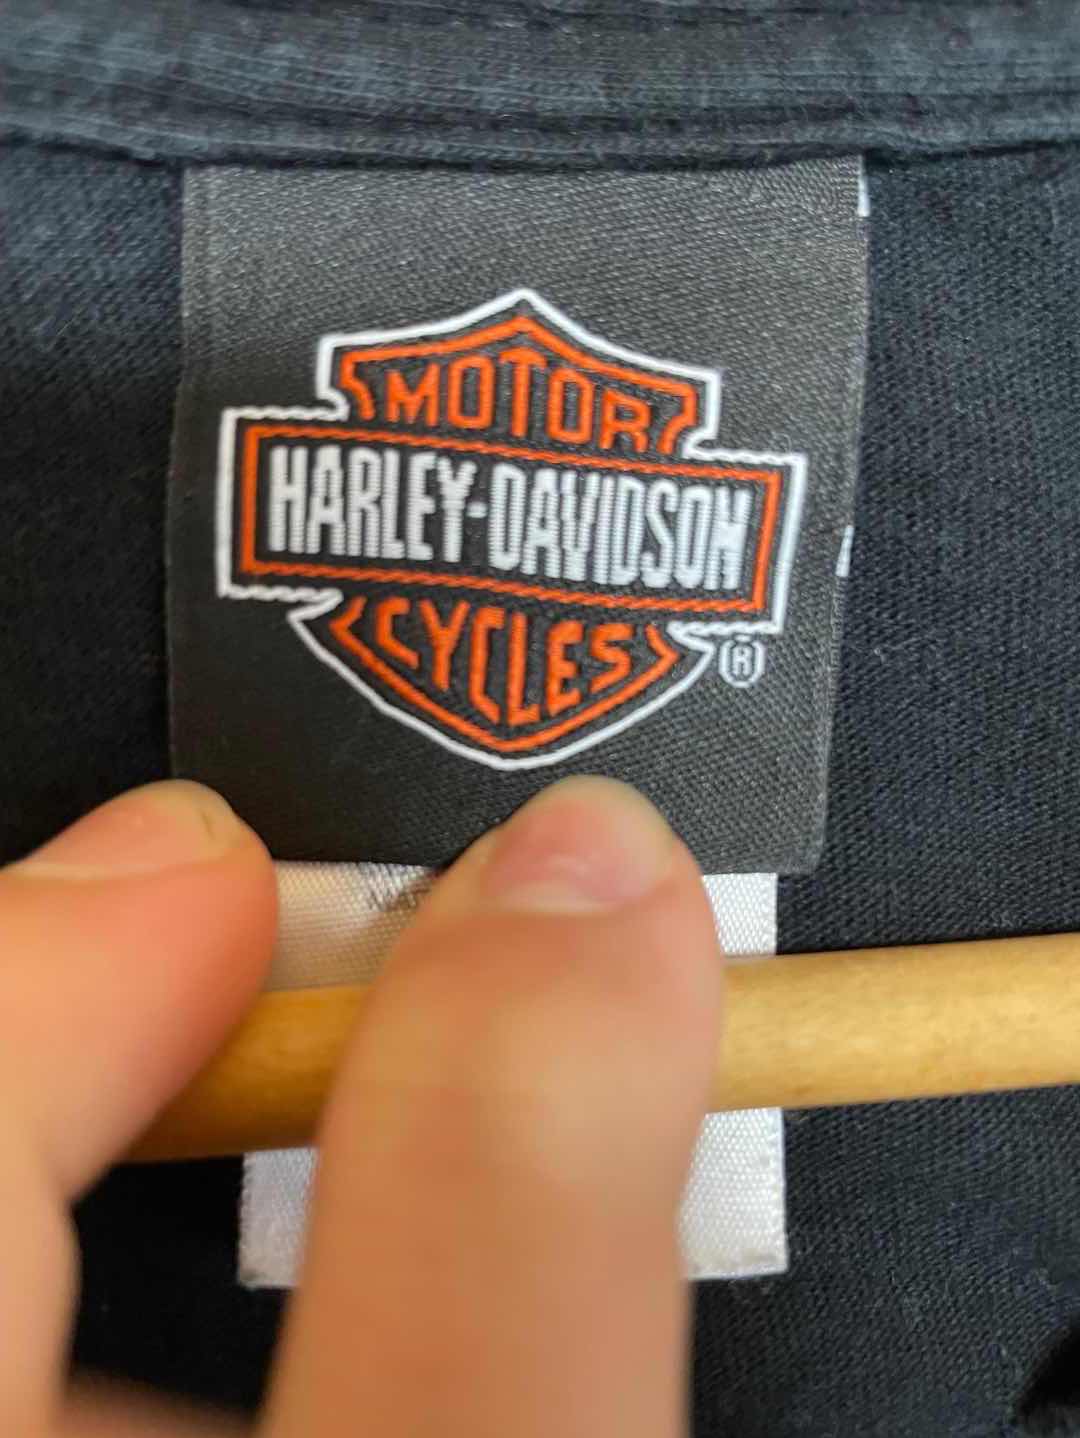 MOTOR
HARLEY-DAVIDSON
CYCLES
®